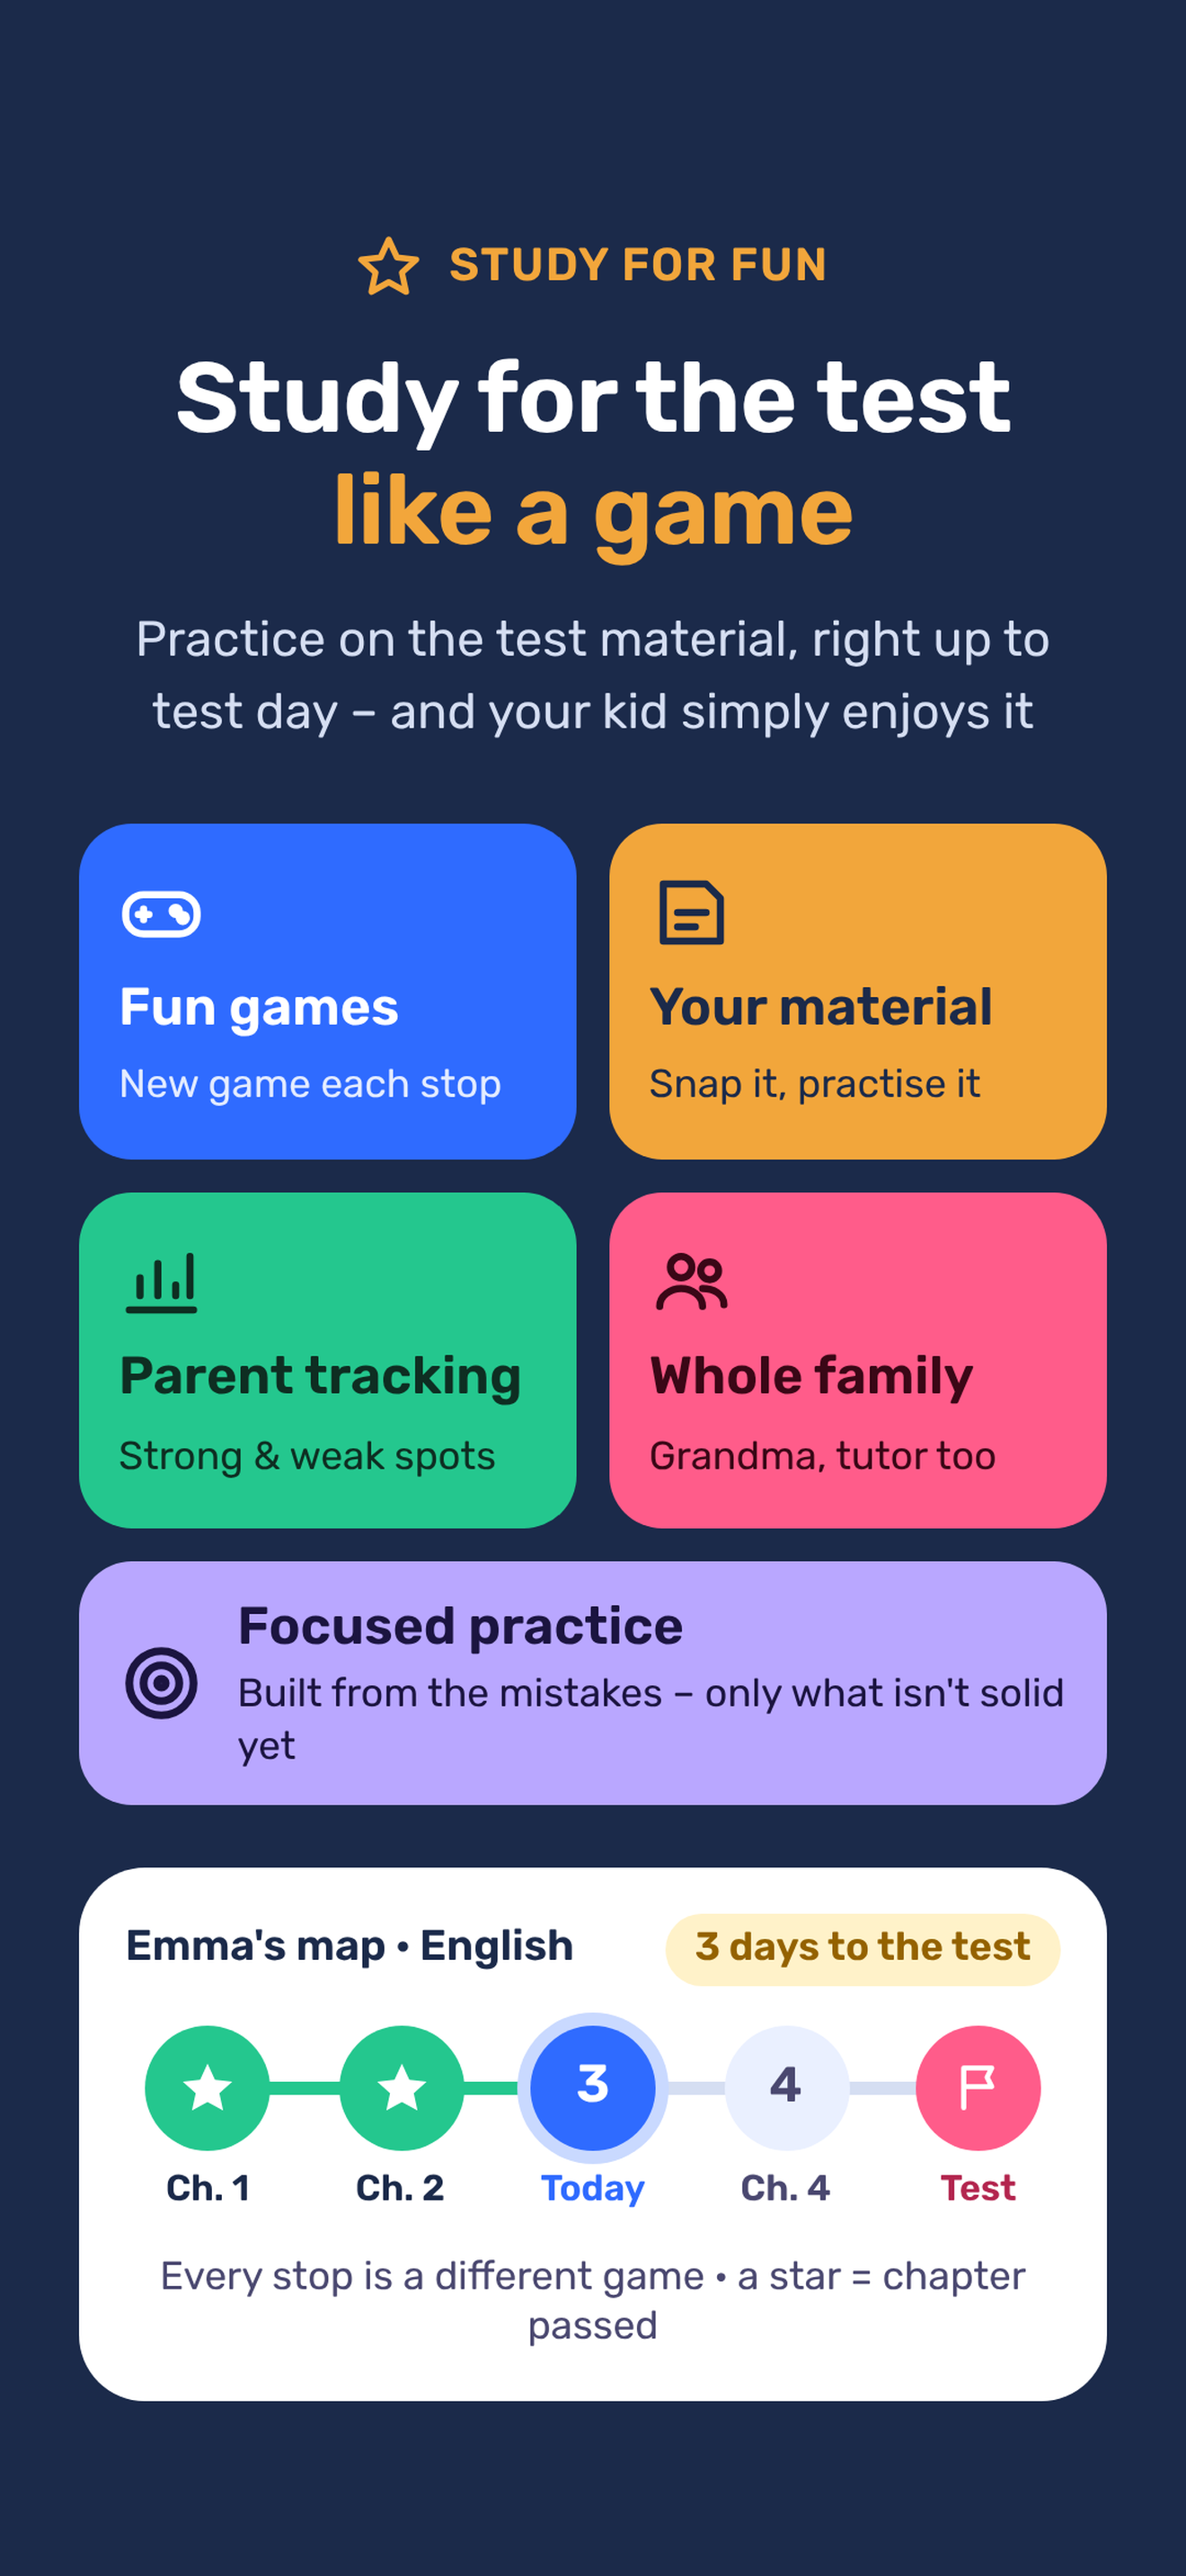 STUDY FOR FUN
Study for the test
like a game
Practice on the test material, right up to
test day – and your kid simply enjoys it
Fun games
New game each stop
Your material
Snap it, practise it
Parent tracking
Strong & weak spots
Whole family
Grandma, tutor too
Focused practice
Built from the mistakes – only what isn't solid
yet
Emma's map • English
3 days to the test
3
4
Ch. 1
Ch. 2
Today
Ch. 4
Test
Every stop is a different game • a star = chapter
passed